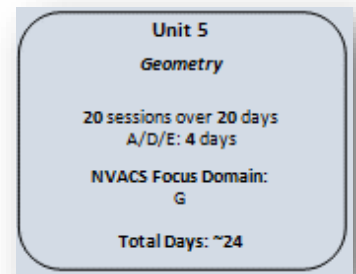 Unit 5
Geometry
20 sessions over 20 days
A/D/E: 4 days
NVACS Focus Domain:
G
Total Days: ~24